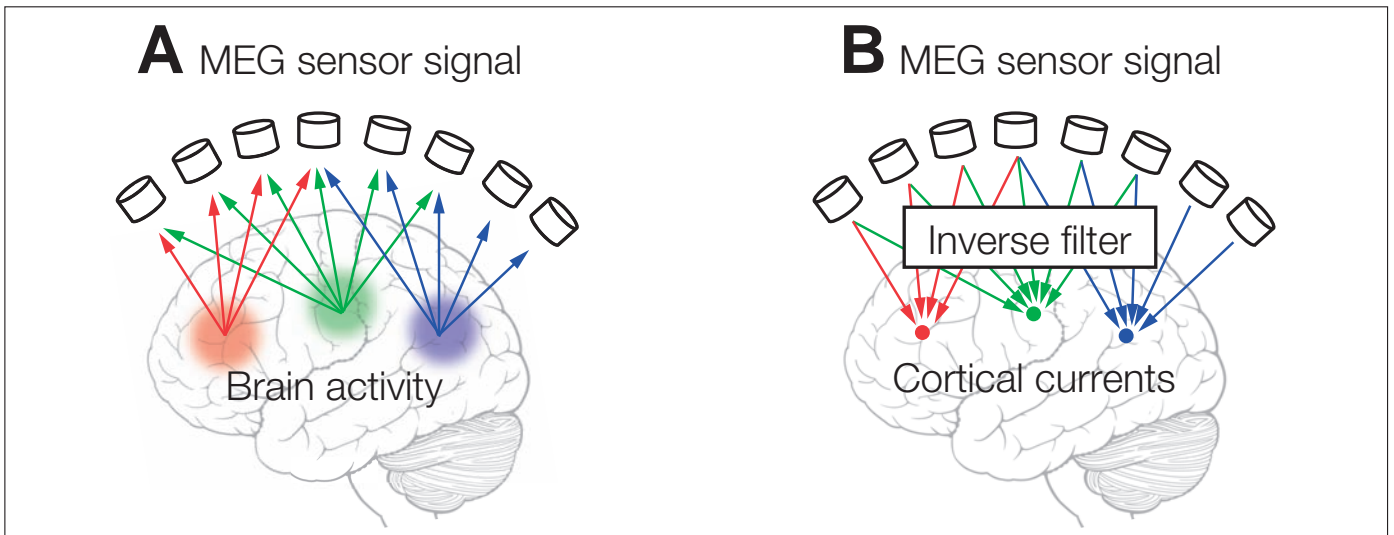 A MEG sensor signal
Brain activity
B MEG sensor signal
Inverse filter
Cortical currents